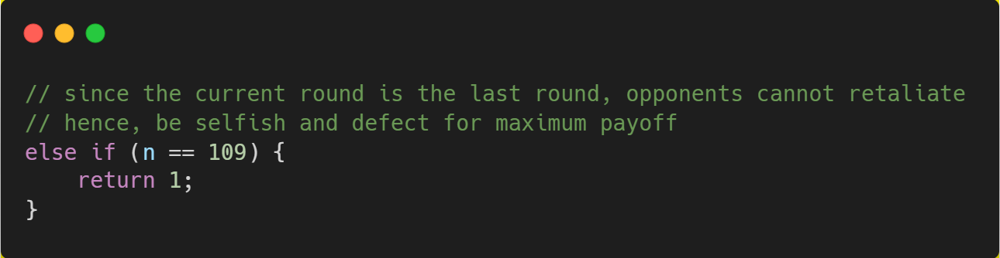 // since the current round is the last round, opponents cannot retaliate
// hence, be selfish and defect for maximum payoff
else if (n == 109) {
    return 1;
}